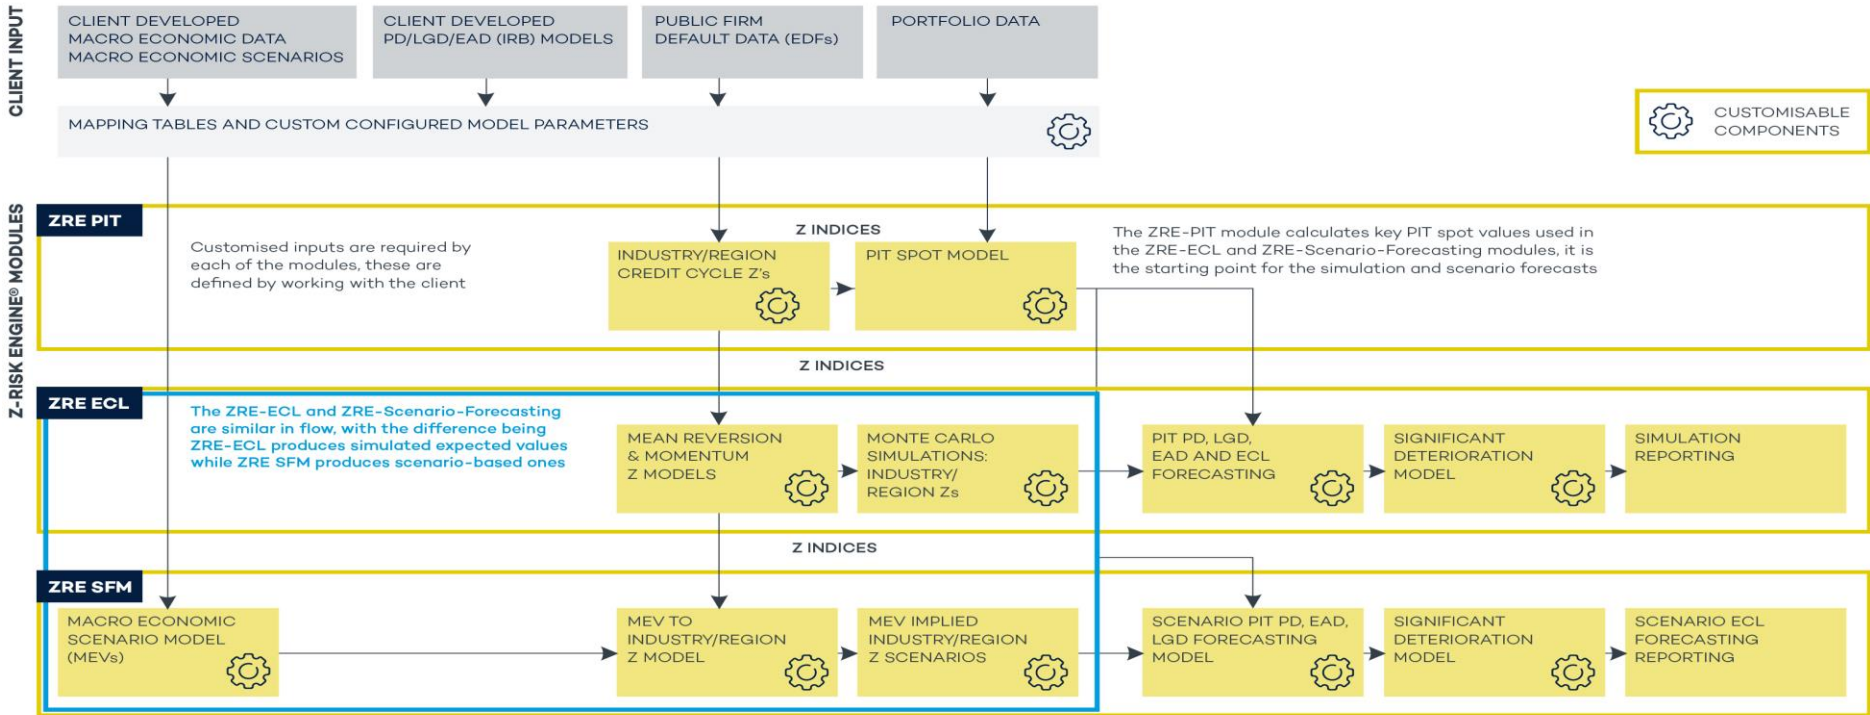 CLIENT INPUT
CLIENT DEVELOPED
MACRO ECONOMIC DATA
MACRO ECONOMIC SCENARIOS
CLIENT DEVELOPED
PD/LGD/EAD (IRB) MODELS
PUBLIC FIRM
DEFAULT DATA (EDFs)
PORTFOLIO DATA
MAPPING TABLES AND CUSTOM CONFIGURED MODEL PARAMETERS
CUSTOMISABLE
COMPONENTS
Z-RISK ENGINE® MODULES
ZRE PIT
Customised inputs are required by
each of the modules, these are
defined by working with the client
Z INDICES
INDUSTRY/REGION
CREDIT CYCLE Z's
PIT SPOT MODEL
The ZRE-PIT module calculates key PIT spot values used in
the ZRE-ECL and ZRE-Scenario-Forecasting modules, it is
the starting point for the simulation and scenario forecasts
Z INDICES
ZRE ECL
The ZRE-ECL and ZRE-Scenario-Forecasting
are similar in flow, with the difference being
ZRE-ECL produces simulated expected values
while ZRE SFM produces scenario-based ones
MEAN REVERSION
& MOMENTUM
Z MODELS
MONTE CARLO
SIMULATIONS:
INDUSTRY/
REGION Zs
PIT PD, LGD,
EAD AND ECL
FORECASTING
SIGNIFICANT
DETERIORATION
MODEL
SIMULATION
REPORTING
Z INDICES
ZRE SFM
MACRO ECONOMIC
SCENARIO MODEL
(MEVs)
MEV TO
INDUSTRY/REGION
Z MODEL
MEV IMPLIED
INDUSTRY/REGION
Z SCENARIOS
SCENARIO PIT PD, EAD,
LGD FORECASTING
MODEL
SIGNIFICANT
DETERIORATION
MODEL
SCENARIO ECL
FORECASTING
REPORTING